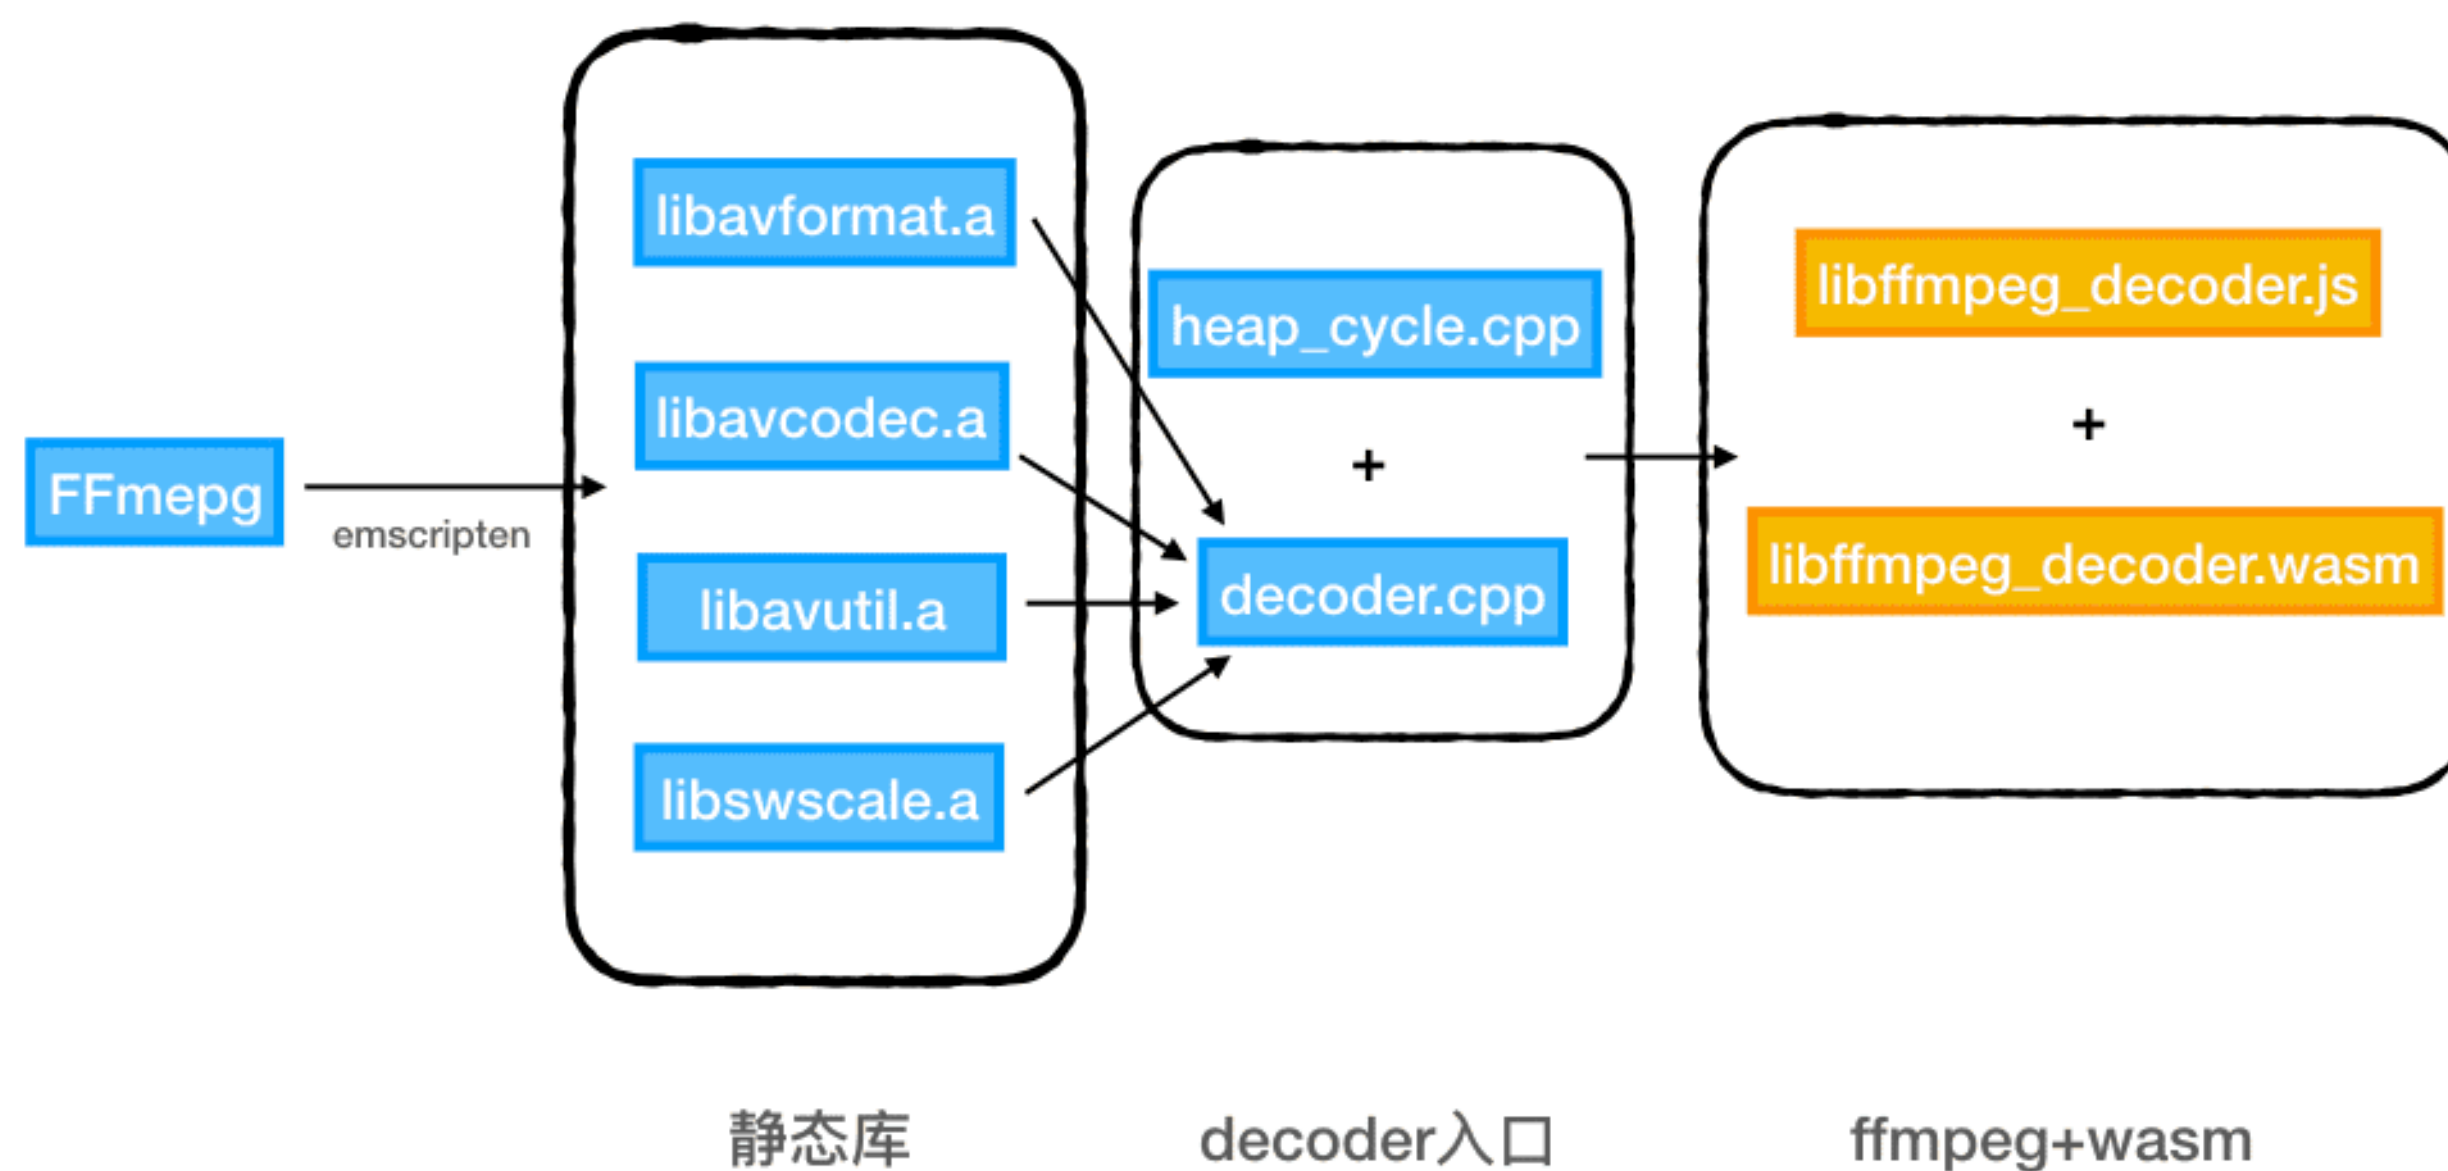 FFmepg
emscripten
libavformat.a
libavcodec.a
libavutil.a
libswscale.a
heap_cycle.cpp
+
decoder.cpp
libffmpeg_decoder.js
+
libffmpeg_decoder.wasm
静态库
decoder入口
ffmpeg+wasm